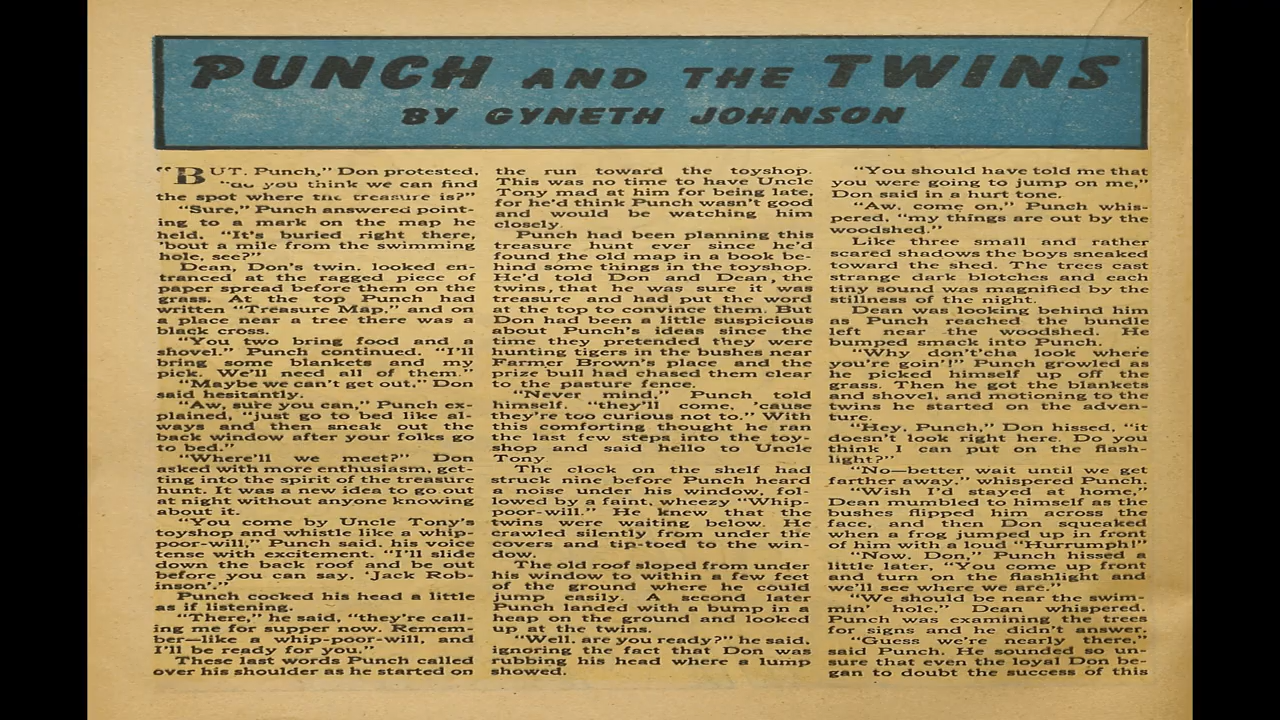 PUNCH AND THE TWINS
BY GYNETH JOHNSON
"BUT, Punch," Don protested,
"do you think we can find
the spot where the treasure is?"
"Sure," Punch answered point-
ing to a mark on the map he
held, "It's buried right there,
'bout a mile from the swimming
hole, see?"
Dean, Don's twin, looked en-
tranced at the ragged piece of
paper spread before them on the
grass. At the top Punch had
written "Treasure Map," and on
a place near a tree there was a
black cross.
"You two bring food and a
shovel," Punch continued. "I'll
bring some blankets and my
pick. We'll need all of them."
"Maybe we can't get out," Don
said hesitantly.
"Aw, sure you can," Punch ex-
plained, "just go to bed like al-
ways and then sneak out the
back window after your folks go
to bed."
"Where'll we meet?" Don
asked with more enthusiasm, get-
ting into the spirit of the treasure
hunt. It was a new idea to go out
at night without anyone knowing
about it.
"You come by Uncle Tony's
toyshop and whistle like a whip-
poor-will," Punch said, his voice
tense with excitement. "I'll slide
down the back roof and be out
before you can say, 'Jack Rob-
inson'."
Punch cocked his head a little
as if listening.
"There," he said, "they're call-
ing me for supper now. Remem-
ber—like a whip-poor-will, and
I'll be ready for you."
These last words Punch called
over his shoulder as he started on
the run toward the toyshop.
This was no time to have Uncle
Tony mad at him for being late,
for he'd think Punch wasn't good
and would be watching him
closely.
Punch had been planning this
treasure hunt ever since he'd
found the old map in a book be-
hind some things in the toyshop.
He'd told Don and Dean, the
twins, that he was sure it was
treasure and had put the word
at the top to convince them. But
Don had been a little suspicious
about Punch's ideas since the
time they pretended they were
hunting tigers in the bushes near
Farmer Brown's place and the
prize bull had chased them clear
to the pasture fence.
"Never mind," Punch told
himself, "they'll come, 'cause
they're too curious not to." With
this comforting thought he ran
the last few steps into the toy-
shop and said hello to Uncle
Tony.
The clock on the shelf had
struck nine before Punch heard
a noise under his window, fol-
lowed by a faint, wheezy "Whip-
poor-will." He knew that the
twins were waiting below. He
crawled silently from under the
covers and tip-toed to the win-
dow.
The old roof sloped from under
his window to within a few feet
of the ground where he could
jump easily. A second later
Punch landed with a bump in a
heap on the ground and looked
up at the twins.
"Well, are you ready?" he said,
ignoring the fact that Don was
rubbing his head where a lump
showed.
"You should have told me that
you were going to jump on me,"
Don said in a hurt tone.
"Aw, come on," Punch whis-
pered, "my things are out by the
woodshed."
Like three small and rather
scared shadows the boys sneaked
toward the shed. The trees cast
strange dark blotches and each
tiny sound was magnified by the
stillness of the night.
Dean was looking behind him
as Punch reached the bundle
left near the woodshed. He
bumped smack into Punch.
"Why don't'cha look where
you're goin'!" Punch growled as
he picked himself up off the
grass. Then he got the blankets
and shovel, and motioning to the
twins he started on the adven-
ture.
"Hey, Punch," Don hissed, "it
doesn't look right here. Do you
think I can put on the flash-
light?"
"No—better wait until we get
farther away," whispered Punch.
"Wish I'd stayed at home,"
Dean mumbled to himself as the
bushes flipped him across the
face, and then Don squeaked
when a frog jumped up in front
of him with a loud "Hurrumph!"
"Now, Don," Punch hissed a
little later, "You come up front
and turn on the flashlight and
we'll see where we are."
"We should be near the swim-
min' hole," Dean whispered.
Punch was examining the trees
for signs and he didn't answer.
"Guess we're nearly there,"
said Punch. He sounded so un-
sure that even the loyal Don be-
gan to doubt the success of this